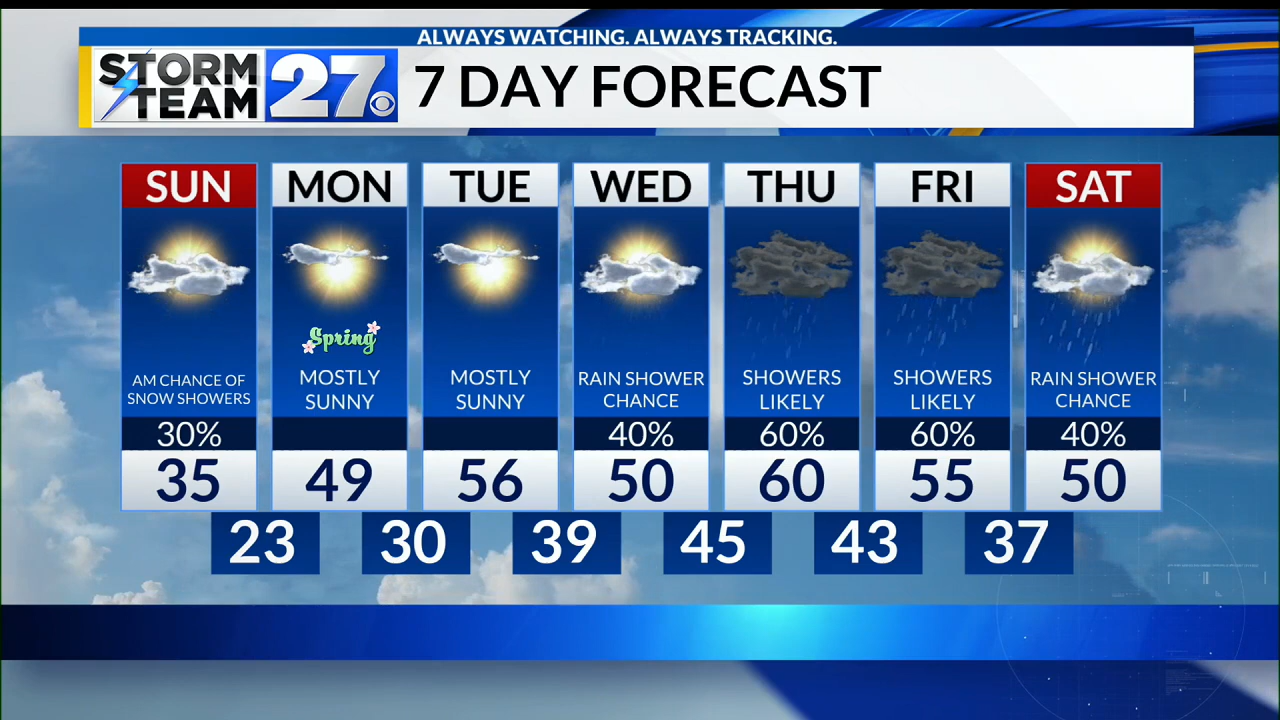 ALWAYS WATCHING. ALWAYS TRACKING.
STORM
TEAM
27
7 DAY FORECAST
SUN MON TUE WED THU FRI SAT
Spring
AM CHANCE OF
SNOW SHOWERS
MOSTLY
SUNNY
MOSTLY
SUNNY
RAIN SHOWER
CHANCE
SHOWERS
LIKELY
SHOWERS
LIKELY
RAIN SHOWER
CHANCE
30% 40% 60% 60% 40%
35 49 56 50 60 55 50
23 30 39 45 43 37